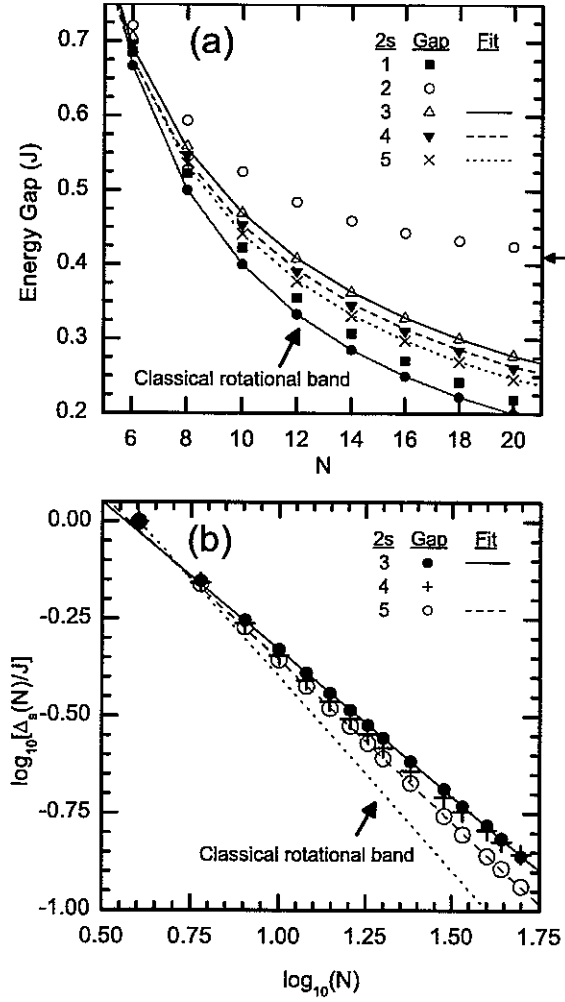 (a)
2s Gap Fit
1
2
3
4
5
Energy Gap (J)
0.7
0.6
0.5
0.4
0.3
0.2
Classical rotational band
6 8 10 12 14 16 18 20
N
(b)
2s Gap Fit
3
4
5
log10[Δs(N)/J]
0.00
-0.25
-0.50
-0.75
-1.00
Classical rotational band
0.50 0.75 1.00 1.25 1.50 1.75
log10(N)